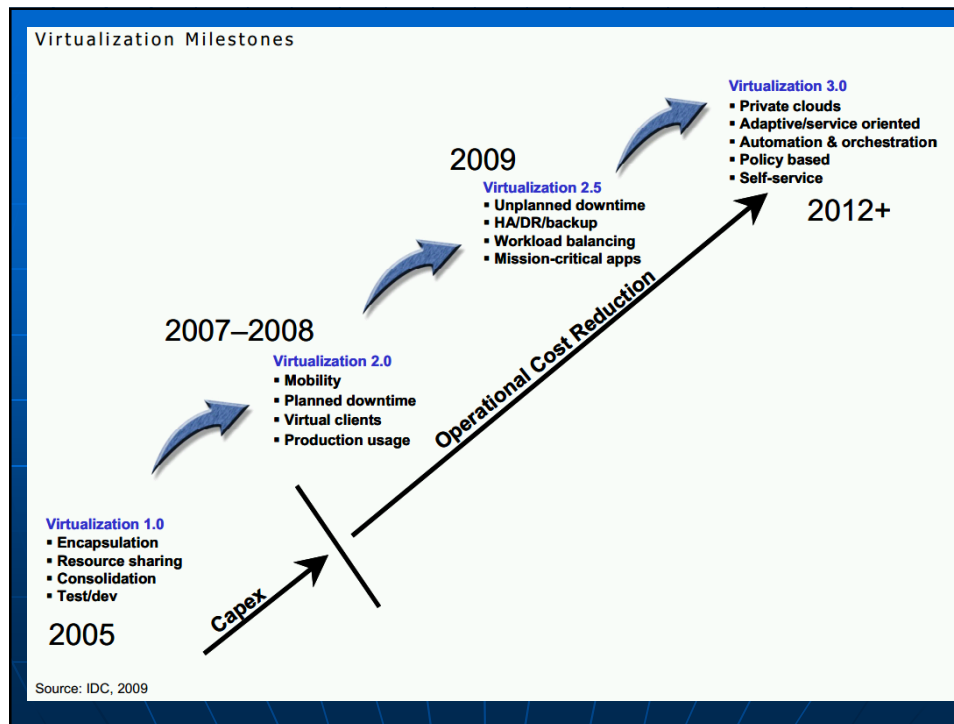 Virtualization Milestones
Virtualization 3.0
▪ Private clouds
▪ Adaptive/service oriented
▪ Automation & orchestration
▪ Policy based
▪ Self-service
2012+
2009
Virtualization 2.5
▪ Unplanned downtime
▪ HA/DR/backup
▪ Workload balancing
▪ Mission-critical apps
Operational Cost Reduction
2007–2008
Virtualization 2.0
▪ Mobility
▪ Planned downtime
▪ Virtual clients
▪ Production usage
Virtualization 1.0
▪ Encapsulation
▪ Resource sharing
▪ Consolidation
▪ Test/dev
2005
Capex
Source: IDC, 2009